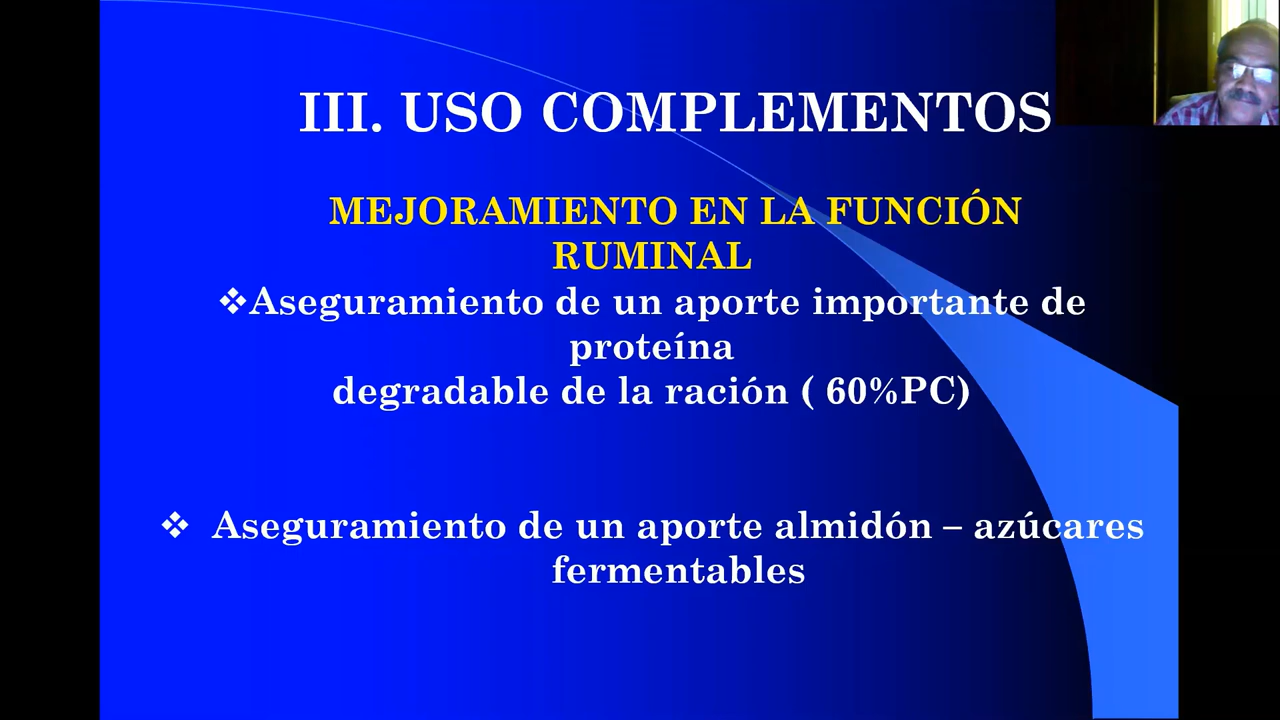 III. USO COMPLEMENTOS
MEJORAMIENTO EN LA FUNCIÓN
RUMINAL
❖Aseguramiento de un aporte importante de
proteína
degradable de la ración ( 60%PC)
❖ Aseguramiento de un aporte almidón – azúcares
fermentables